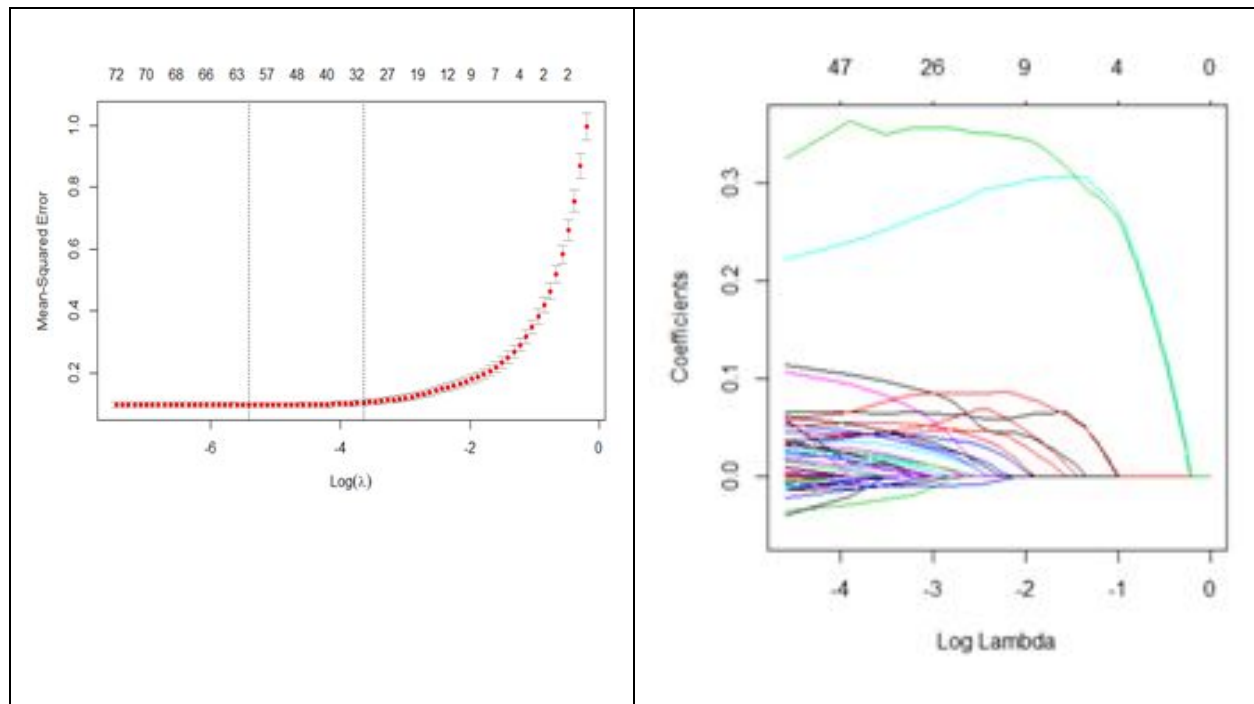 72 70 68 66 63 57 48 40 32 27 19 12 9 7 4 2 2
Mean-Squared Error
1.0
0.8
0.6
0.4
0.2
-6 -4 -2 0
Log(λ)
47 26 9 4 0
Coefficients
0.3
0.2
0.1
0.0
-4 -3 -2 -1 0
Log Lambda